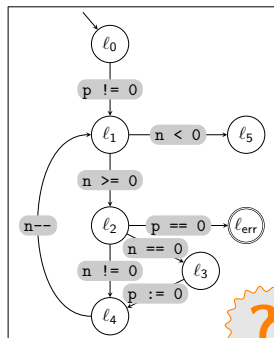 ℓ0
p != 0
ℓ1
n < 0
ℓ5
n >= 0
ℓ2
p == 0
ℓerr
n--
n == 0
n != 0
ℓ3
p := 0
ℓ4
?